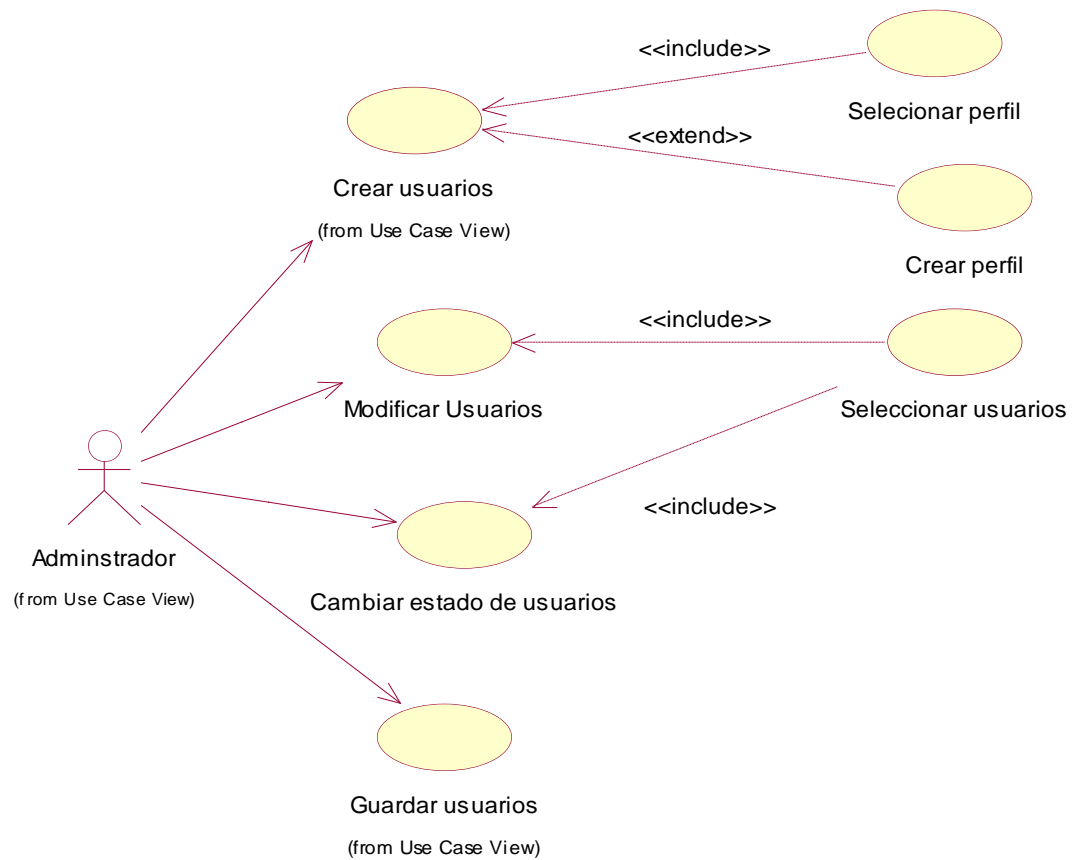 <<include>>
Selecionar perfil
<<extend>>
Crear usuarios
(from Use Case View)
Crear perfil
<<include>>
Modificar Usuarios
Seleccionar usuarios
<<include>>
Adminstrador
(from Use Case View)
Cambiar estado de usuarios
Guardar usuarios
(from Use Case View)